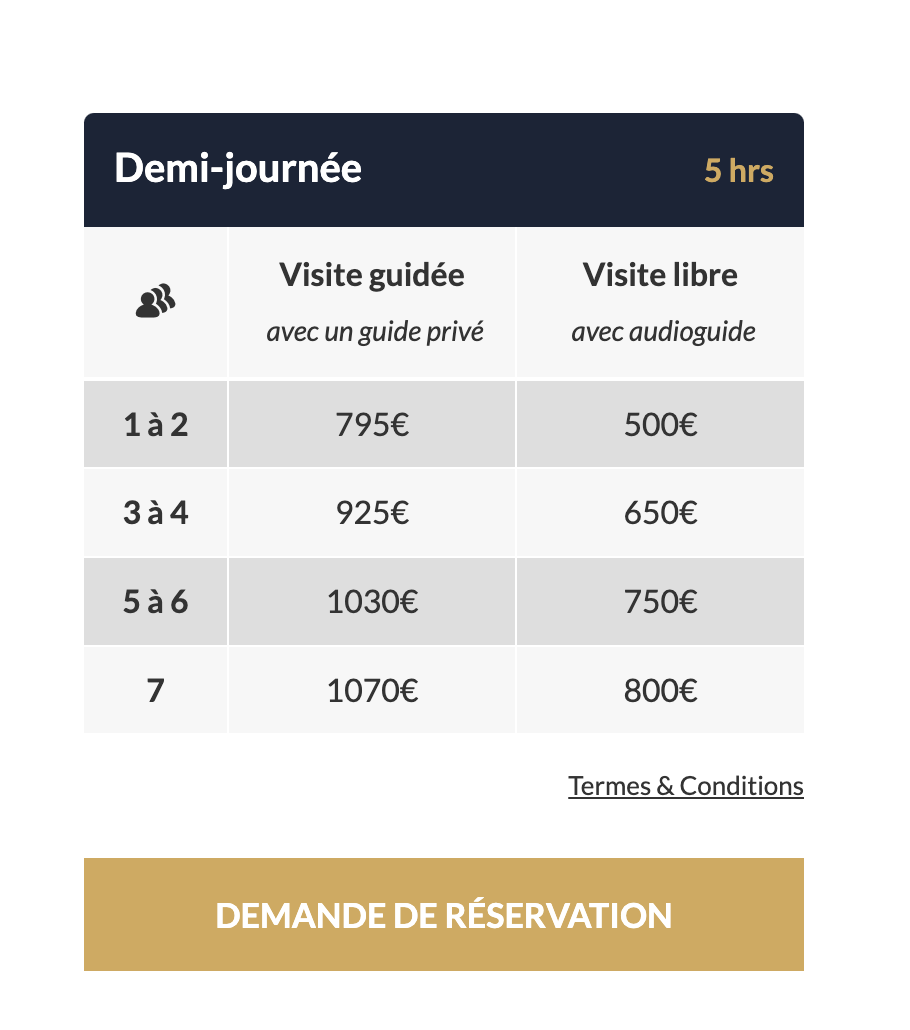 Demi-journée 5 hrs
Visite guidée Visite libre
avec un guide privé avec audioguide
1 à 2 795€ 500€
3 à 4 925€ 650€
5 à 6 1030€ 750€
7 1070€ 800€
Termes & Conditions
DEMANDE DE RÉSERVATION